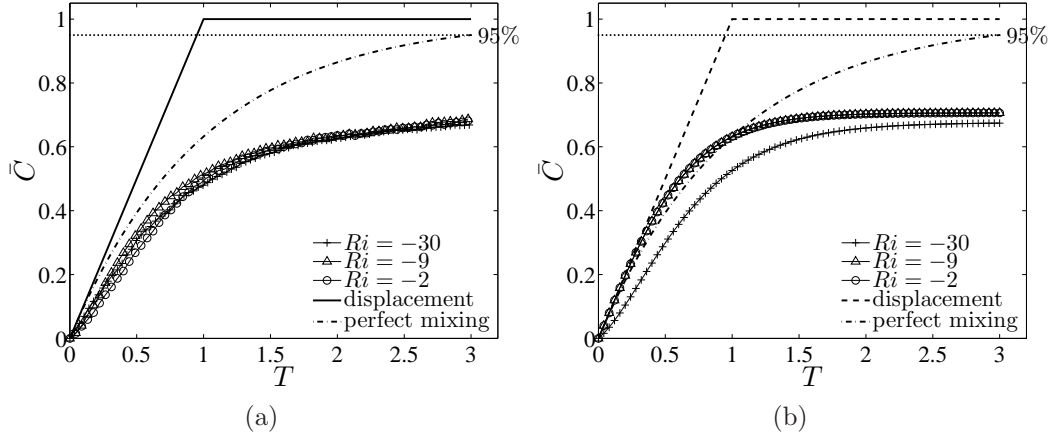 1
0.8
0.6
0.4
0.2
0
C̄
0 0.5 1 1.5 2 2.5 3
T
95%
Ri = −30
Ri = −9
Ri = −2
displacement
perfect mixing
(a)
1
0.8
0.6
0.4
0.2
0
C̄
0 0.5 1 1.5 2 2.5 3
T
95%
Ri = −30
Ri = −9
Ri = −2
displacement
perfect mixing
(b)